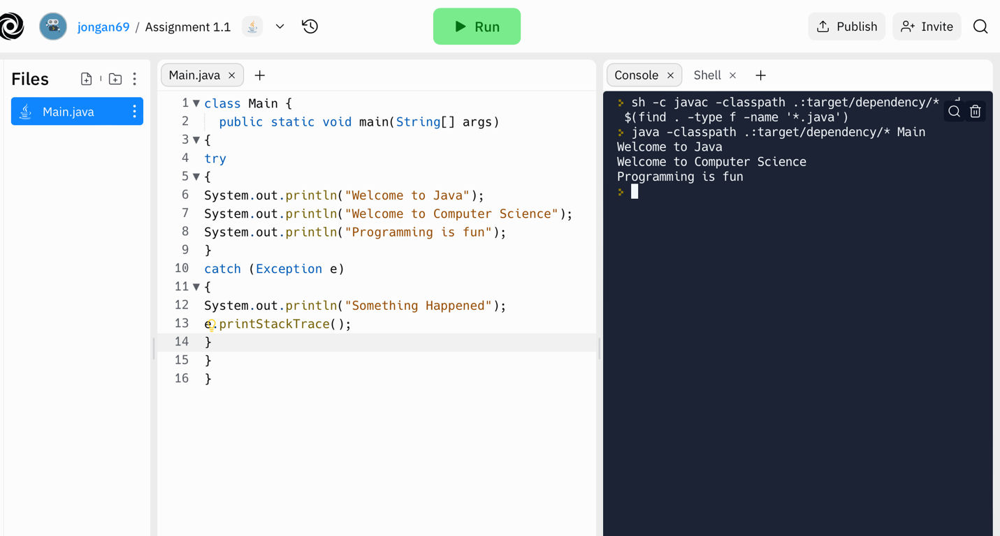 jongan69 / Assignment 1.1
Run
Publish
Invite
Files
Main.java
Main.java ×
Console ×
Shell ×
1 class Main {
2 public static void main(String[] args)
3 {
4 try
5 {
6 System.out.println("Welcome to Java");
7 System.out.println("Welcome to Computer Science");
8 System.out.println("Programming is fun");
9 }
10 catch (Exception e)
11 {
12 System.out.println("Something Happened");
13 e.printStackTrace();
14 }
15 }
16 }
sh -c javac -classpath .:target/dependency/*
$(find . -type f -name '*.java')
java -classpath .:target/dependency/* Main
Welcome to Java
Welcome to Computer Science
Programming is fun